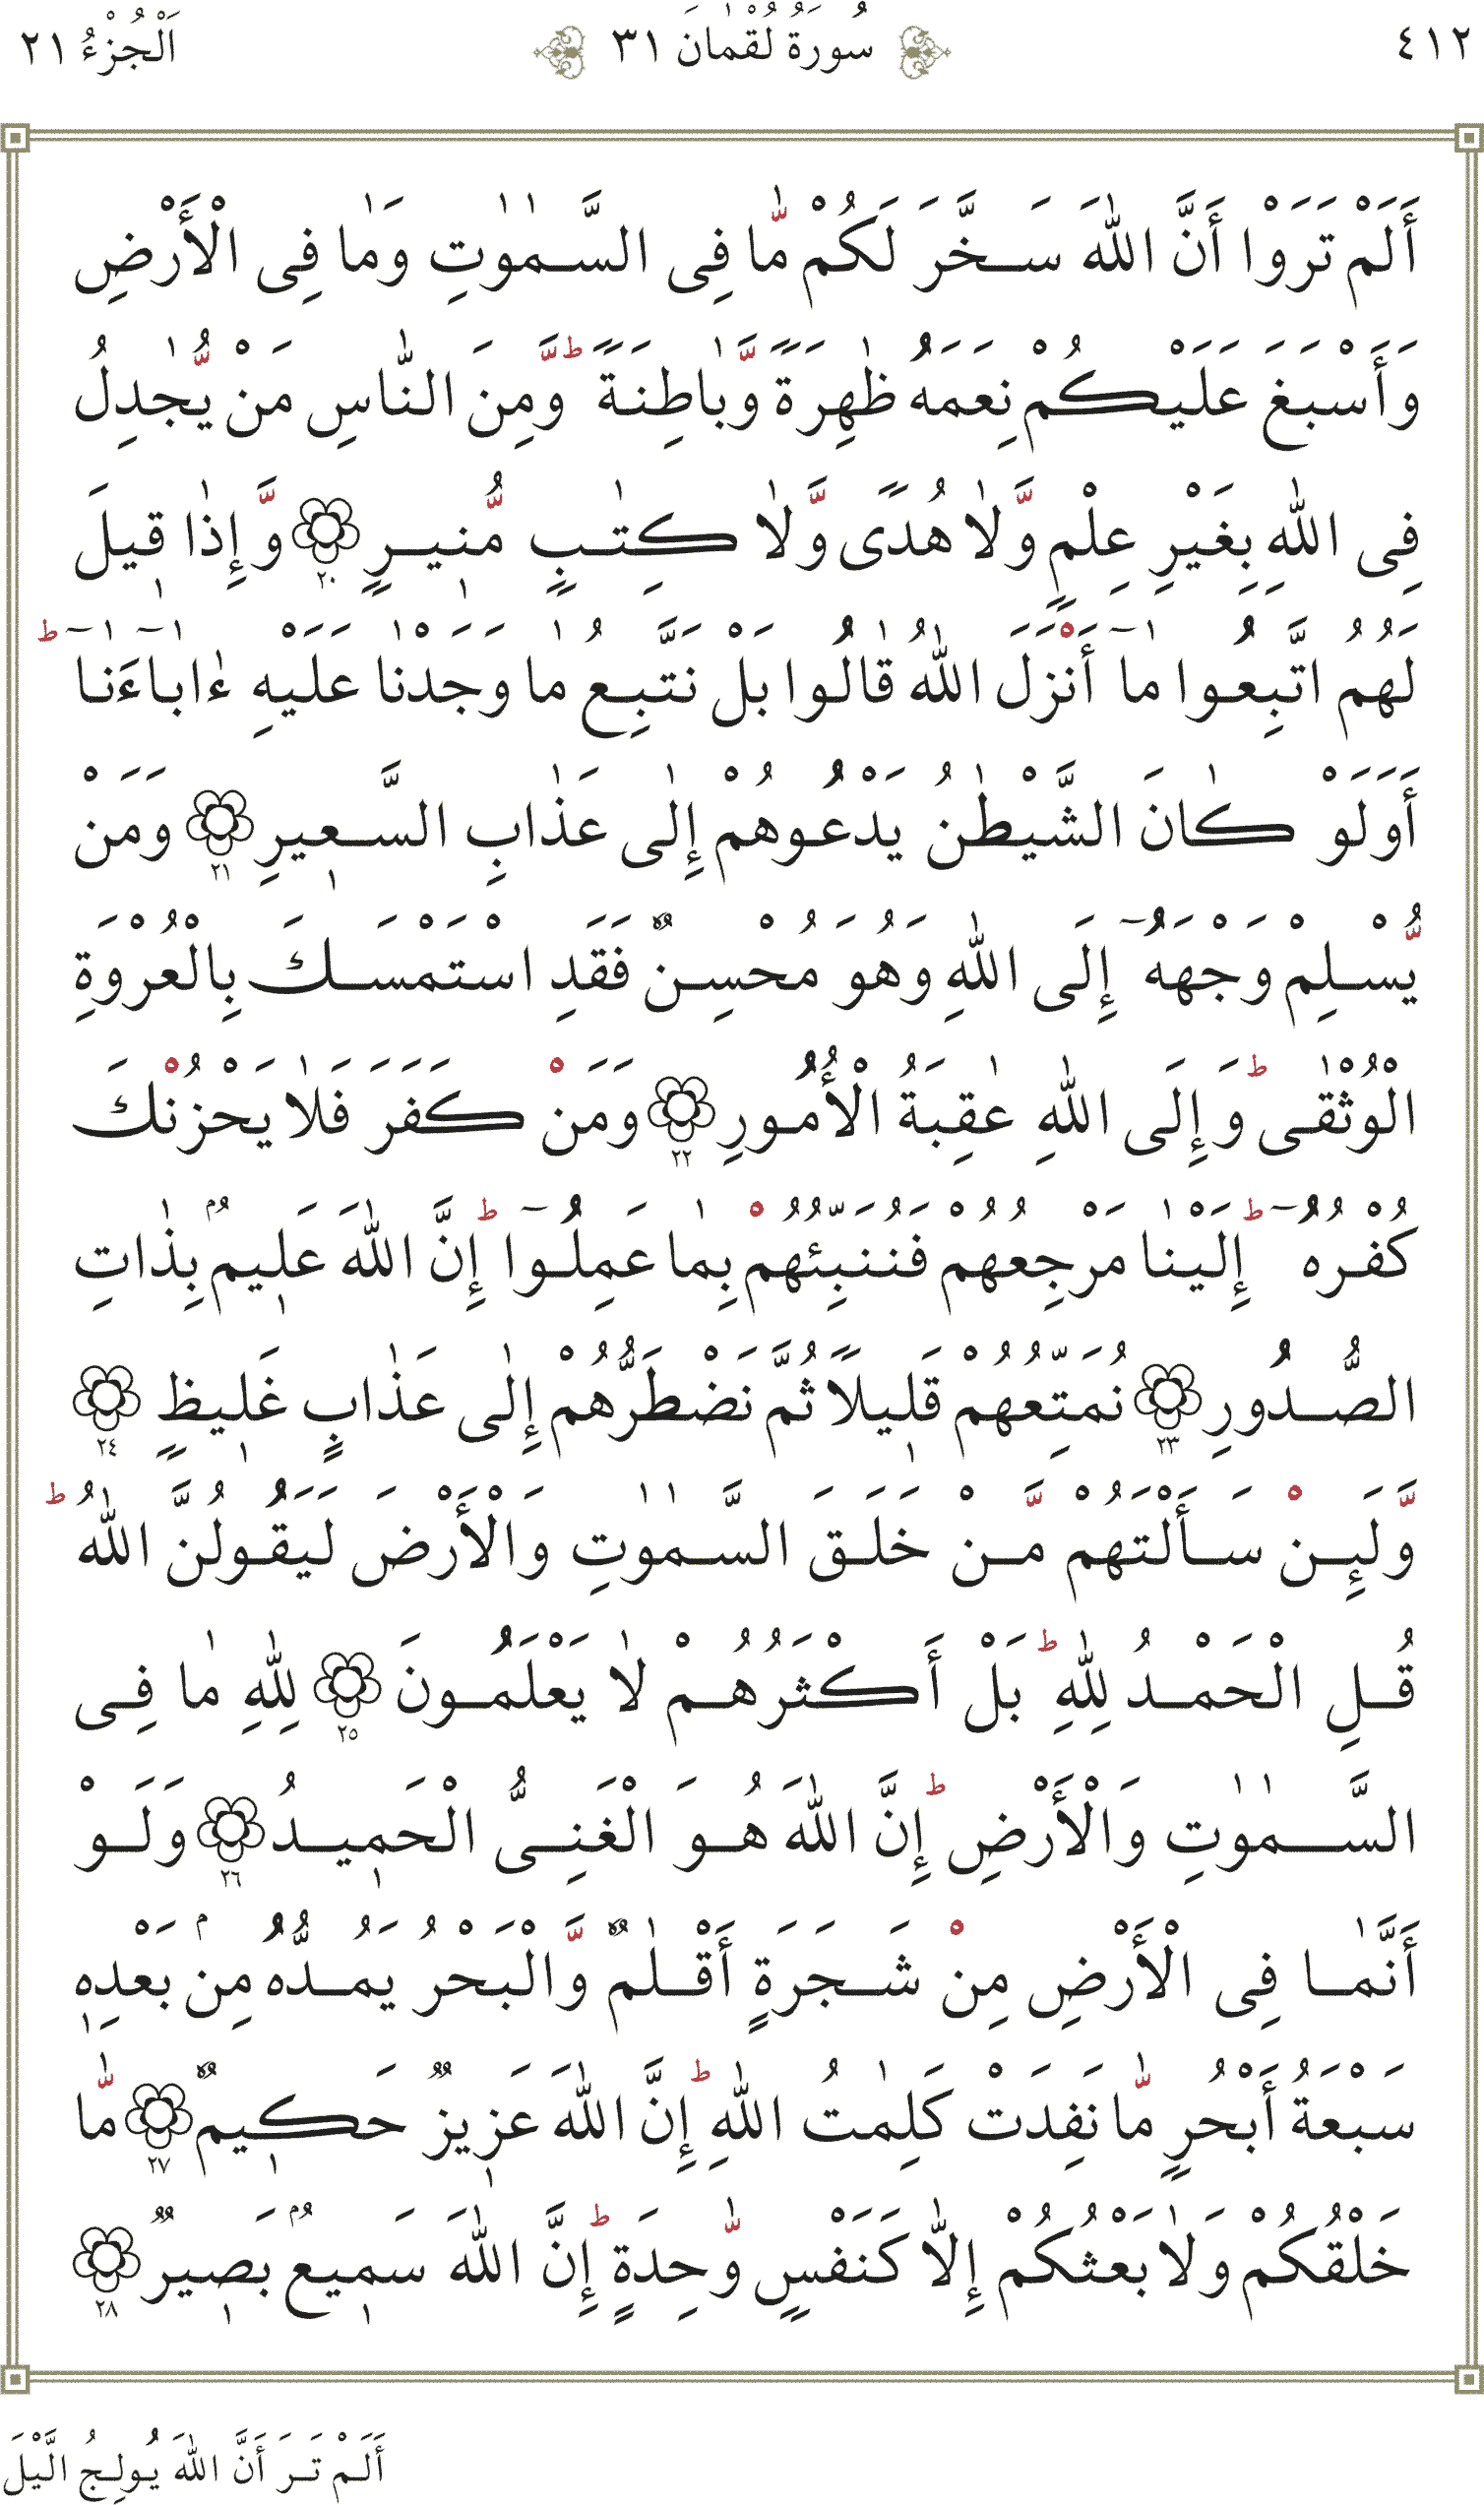 ٤١٢ سُورَةُ لُقْمٰانَ ٣١ اَلْجُزْءُ ٢١
أَلَمْ تَرَوْا أَنَّ اللّٰهَ سَخَّرَ لَكُمْ مّٰا فِى السَّمٰوٰتِ وَمٰا فِى الْأَرْضِ
وَأَسْبَغَ عَلَيْكُمْ نِعَمَهُ ظٰهِرَةً وَّبٰاطِنَةً ۗ وَّمِنَ النّٰاسِ مَنْ يُّجٰدِلُ
فِى اللّٰهِ بِغَيْرِ عِلْمٍ وَّلٰا هُدًى وَّلٰا كِتٰبٍ مُّنِيرٍ ٢٠ وَّإِذٰا قِيلَ
لَهُمُ اتَّبِعُوا مٰٓا أَنْزَلَ اللّٰهُ قٰالُوا بَلْ نَتَّبِعُ مٰا وَجَدْنٰا عَلَيْهِ ءٰابٰٓاءَنٰٓا ط
أَوَلَوْ كٰانَ الشَّيْطٰنُ يَدْعُوهُمْ إِلٰى عَذٰابِ السَّعِيرِ ٢١ وَمَنْ
يُّسْلِمْ وَجْهَهُٓ إِلَى اللّٰهِ وَهُوَ مُحْسِنٌ فَقَدِ اسْتَمْسَكَ بِالْعُرْوَةِ
الْوُثْقٰى ط وَإِلَى اللّٰهِ عٰقِبَةُ الْأُمُورِ ٢٢ وَمَنْ كَفَرَ فَلٰا يَحْزُنْكَ
كُفْرُهُٓ ط إِلَيْنٰا مَرْجِعُهُمْ فَنُنَبِّئُهُمْ بِمٰا عَمِلُوٓا ط إِنَّ اللّٰهَ عَلِيمٌ بِذٰاتِ
الصُّدُورِ ٢٣ نُمَتِّعُهُمْ قَلِيلًا ثُمَّ نَضْطَرُّهُمْ إِلٰى عَذٰابٍ غَلِيظٍ ٢٤
وَّلَئِنْ سَأَلْتَهُمْ مَّنْ خَلَقَ السَّمٰوٰتِ وَالْأَرْضَ لَيَقُولُنَّ اللّٰهُ ط
قُلِ الْحَمْدُ لِلّٰهِ ط بَلْ أَكْثَرُهُمْ لٰا يَعْلَمُونَ ٢٥ لِلّٰهِ مٰا فِى
السَّمٰوٰتِ وَالْأَرْضِ ط إِنَّ اللّٰهَ هُوَ الْغَنِىُّ الْحَمِيدُ ٢٦ وَلَوْ
أَنَّمٰا فِى الْأَرْضِ مِنْ شَجَرَةٍ أَقْلٰمٌ وَّالْبَحْرُ يَمُدُّهُ مِنۢ بَعْدِهِ
سَبْعَةُ أَبْحُرٍ مّٰا نَفِدَتْ كَلِمٰتُ اللّٰهِ ط إِنَّ اللّٰهَ عَزِيزٌ حَكِيمٌ ٢٧ مّٰا
خَلْقُكُمْ وَلٰا بَعْثُكُمْ إِلّٰا كَنَفْسٍ وّٰحِدَةٍ ط إِنَّ اللّٰهَ سَمِيعٌ بَصِيرٌ ٢٨
أَلَمْ تَرَ أَنَّ اللّٰهَ يُولِجُ الَّيْلَ